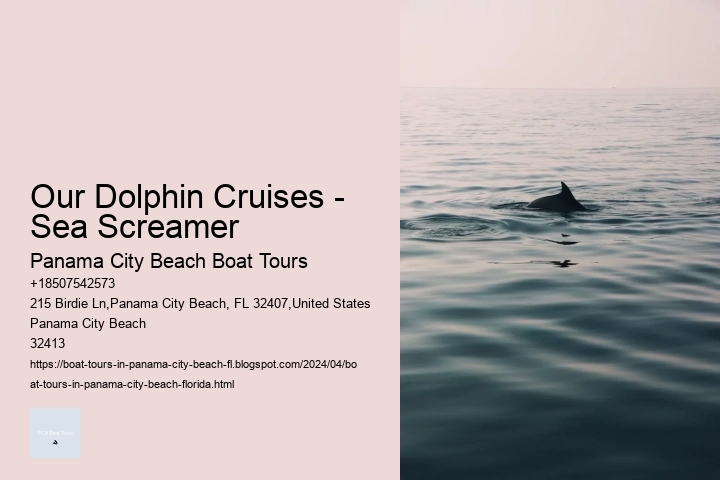 Our Dolphin Cruises -
Sea Screamer
Panama City Beach Boat Tours
+18507542573
215 Birdie Ln,Panama City Beach, FL 32407,United States
Panama City Beach
32413
https://boat-tours-in-panama-city-beach-fl.blogspot.com/2024/04/bo
at-tours-in-panama-city-beach-florida.html
PCB Boat Tours